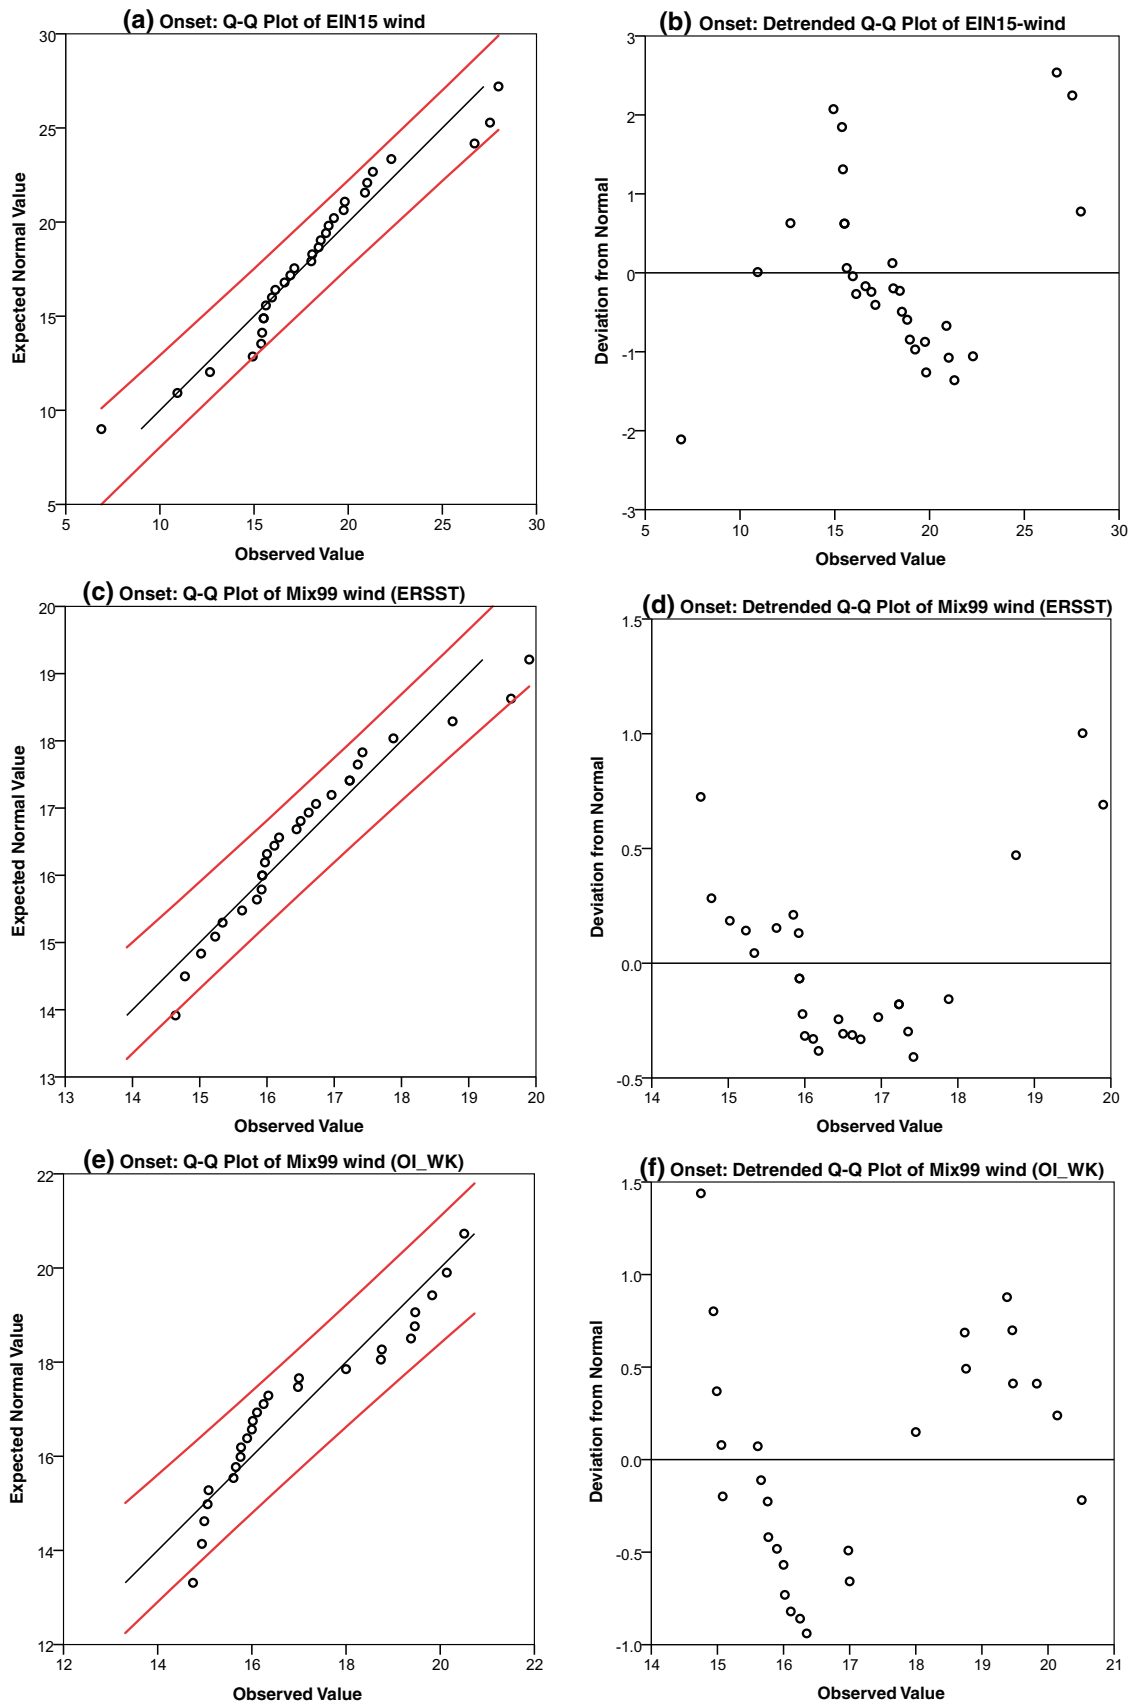 (a) Onset: Q-Q Plot of EIN15 wind
30
25
20
15
10
5
Expected Normal Value
5 10 15 20 25 30
Observed Value
(b) Onset: Detrended Q-Q Plot of EIN15-wind
3
2
1
0
-1
-2
-3
Deviation from Normal
5 10 15 20 25 30
Observed Value
(c) Onset: Q-Q Plot of Mix99 wind (ERSST)
20
19
18
17
16
15
14
13
Expected Normal Value
13 14 15 16 17 18 19 20
Observed Value
(d) Onset: Detrended Q-Q Plot of Mix99 wind (ERSST)
1.5
1.0
0.5
0.0
-0.5
Deviation from Normal
14 15 16 17 18 19 20
Observed Value
(e) Onset: Q-Q Plot of Mix99 wind (OI_WK)
22
20
18
16
14
12
Expected Normal Value
12 14 16 18 20 22
Observed Value
(f) Onset: Detrended Q-Q Plot of Mix99 wind (OI_WK)
1.5
1.0
0.5
0.0
-0.5
-1.0
Deviation from Normal
14 15 16 17 18 19 20 21
Observed Value